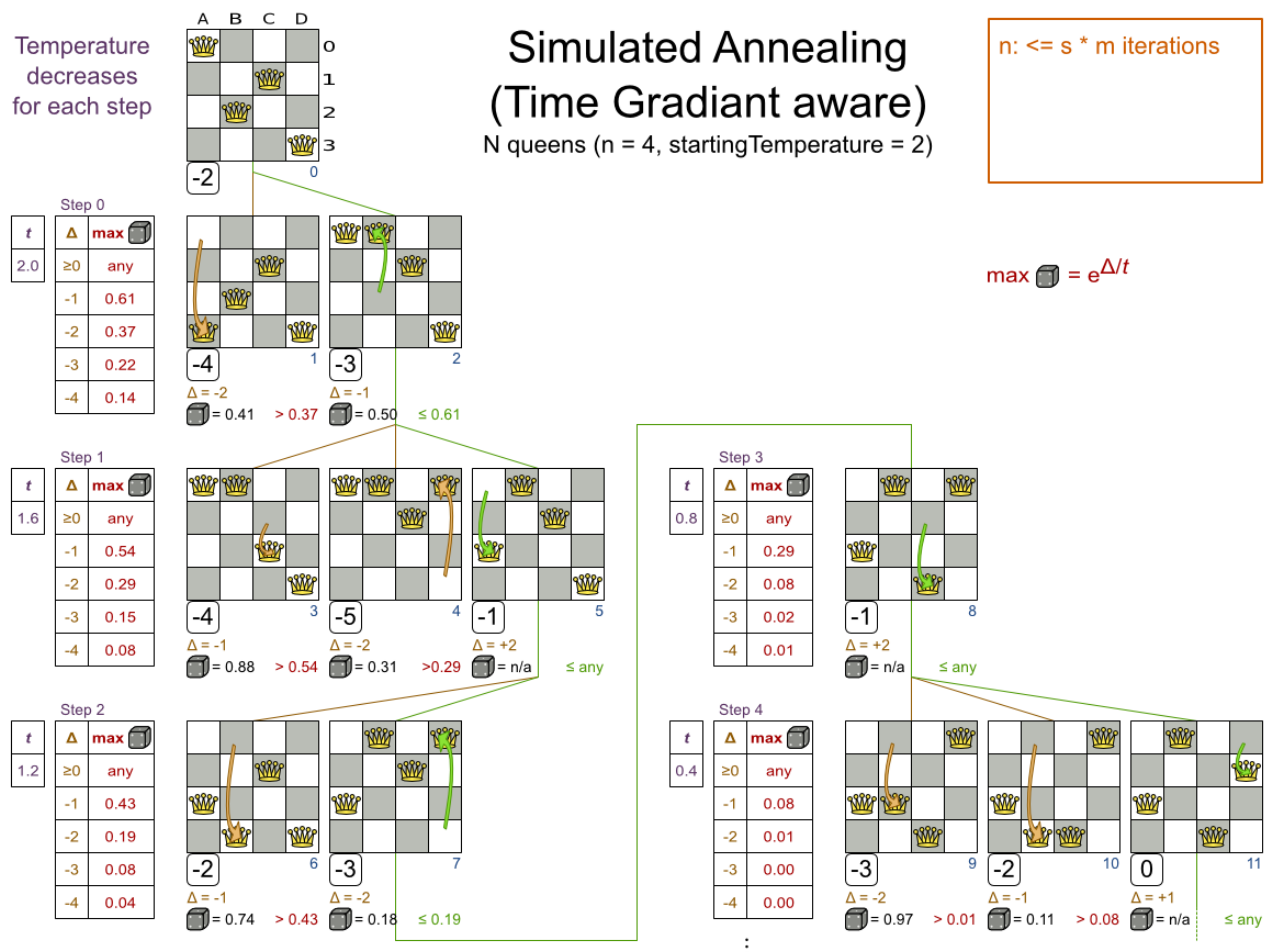 Temperature
decreases
for each step
A B C D
0
1
2
3
-2
0
Simulated Annealing
(Time Gradiant aware)
N queens (n = 4, startingTemperature = 2)
n: <= s * m iterations
max = e^Δ/t
Step 0
t
2.0
Δ max
≥0 any
-1 0.61
-2 0.37
-3 0.22
-4 0.14
-4 1
Δ = -2
= 0.41 > 0.37
-3 2
Δ = -1
= 0.50 ≤ 0.61
Step 1
t
1.6
Δ max
≥0 any
-1 0.54
-2 0.29
-3 0.15
-4 0.08
-4 3
Δ = -1
= 0.88 > 0.54
-5 4
Δ = -2
= 0.31 >0.29
-1 5
Δ = +2
= n/a ≤ any
Step 2
t
1.2
Δ max
≥0 any
-1 0.43
-2 0.19
-3 0.08
-4 0.04
-2 6
Δ = -1
= 0.74 > 0.43
-3 7
Δ = -2
= 0.18 ≤ 0.19
Step 3
t
0.8
Δ max
≥0 any
-1 0.29
-2 0.08
-3 0.02
-4 0.01
-1 8
Δ = +2
= n/a ≤ any
Step 4
t
0.4
Δ max
≥0 any
-1 0.08
-2 0.01
-3 0.00
-4 0.00
-3 9
Δ = -2
= 0.97 > 0.01
-2 10
Δ = -1
= 0.11 > 0.08
0 11
Δ = +1
= n/a ≤ any
: